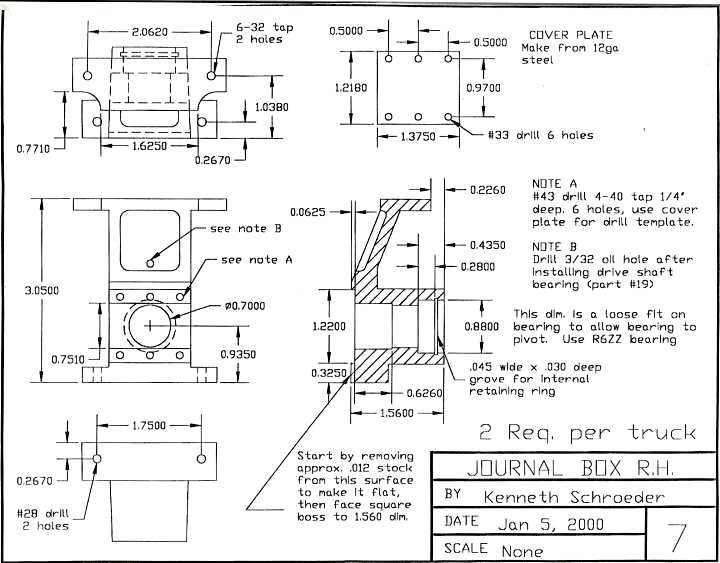 2.0620
6-32 tap
2 holes
1.0380
0.7710
1.6250
0.2670
0.5000
0.5000
COVER PLATE
Make from 12ga
steel
1.2180
0.9700
1.3750
#33 drill 6 holes
see note B
see note A
3.0500
ø0.7000
0.7510
0.9350
0.2260
0.0625
0.4350
0.2800
1.2200
0.8800
0.3250
0.6260
1.5600
.045 wide x .030 deep
grove for internal
retaining ring
NOTE A
#43 drill 4-40 tap 1/4"
deep. 6 holes, use cover
plate for drill template.
NOTE B
Drill 3/32 oil hole after
installing drive shaft
bearing (part #19)
This dim. is a loose fit on
bearing to allow bearing to
pivot. Use R6ZZ bearing
1.7500
0.2670
#28 drill
2 holes
Start by removing
approx. .012 stock
from this surface
to make it flat,
then face square
boss to 1.560 dim.
2 Req. per truck
JOURNAL BOX R.H.
BY Kenneth Schroeder
DATE Jan 5, 2000
SCALE None
7